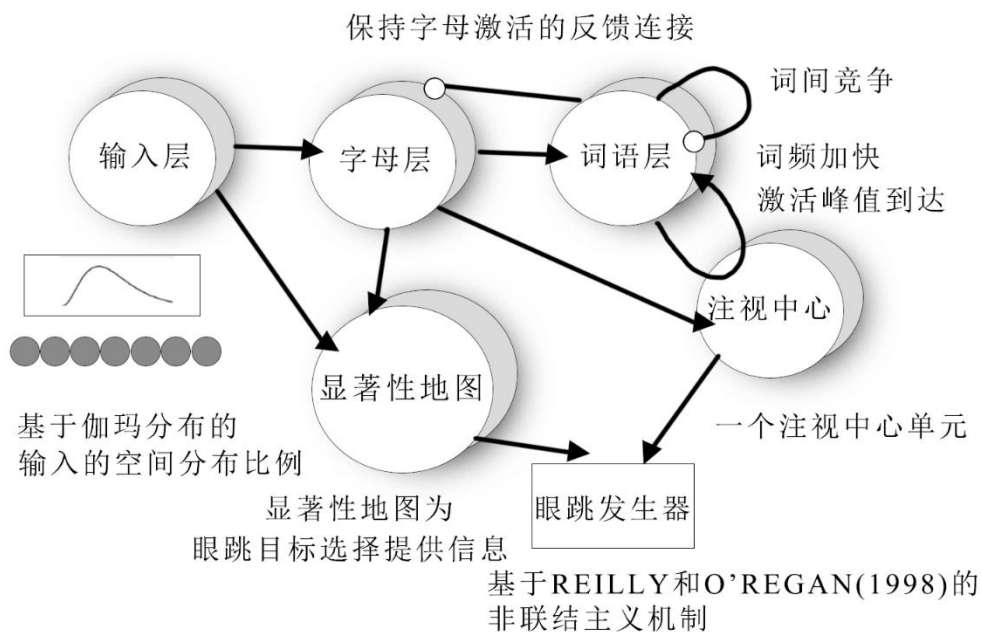 保持字母激活的反馈连接
词间竞争
输入层
字母层
词语层
词频加快
激活峰值到达
注视中心
显著性地图
基于伽玛分布的
输入的空间分布比例
一个注视中心单元
显著性地图为
眼跳目标选择提供信息
眼跳发生器
基于REILLY和O'REGAN(1998)的
非联结主义机制